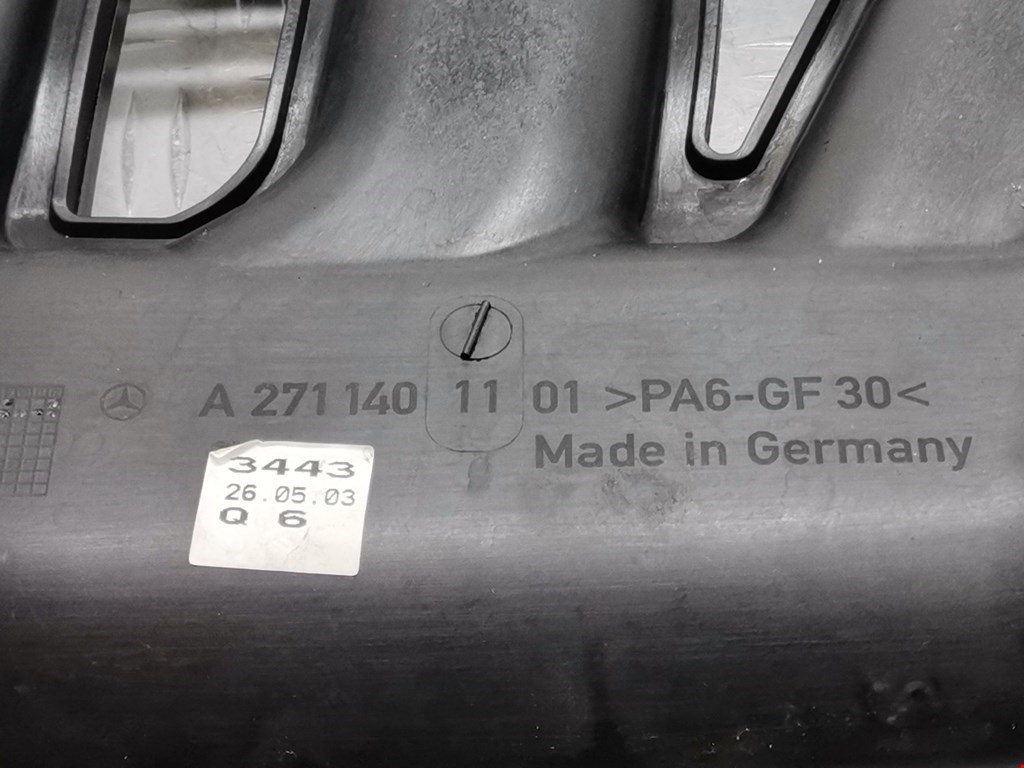 A 271 140 11 01 >PA6-GF 30<
Made in Germany
3443
26.05.03
Q 6